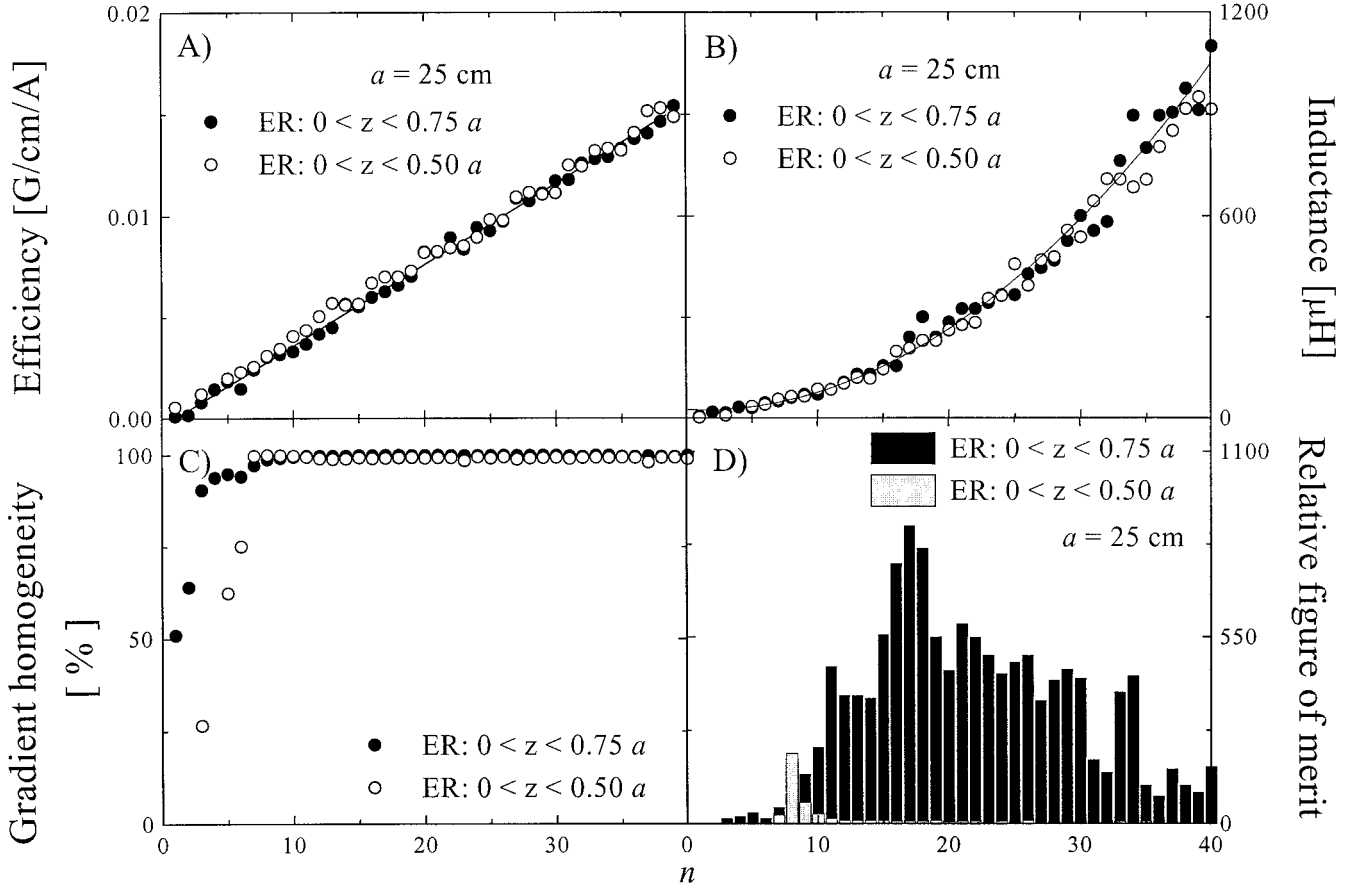 0.02
A)
a = 25 cm
ER: 0 < z < 0.75 a
ER: 0 < z < 0.50 a
0.01
0.00
Efficiency [G/cm/A]
B)
a = 25 cm
ER: 0 < z < 0.75 a
ER: 0 < z < 0.50 a
1200
600
0
Inductance [μH]
100
C)
50
0
ER: 0 < z < 0.75 a
ER: 0 < z < 0.50 a
Gradient homogeneity
[ % ]
D)
ER: 0 < z < 0.75 a
ER: 0 < z < 0.50 a
a = 25 cm
1100
550
0
Relative figure of merit
0 10 20 30 0 10 20 30 40
n